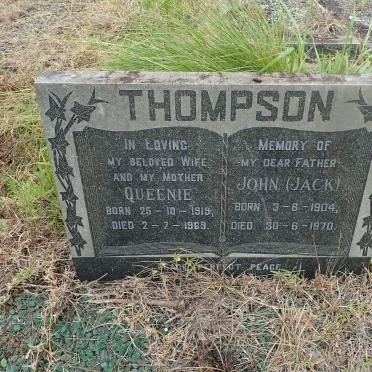 THOMPSON
IN LOVING
MY BELOVED WIFE
AND MY MOTHER
QUEENIE
BORN 25-10-1919,
DIED 2-7-1969.
MEMORY OF
MY DEAR FATHER
JOHN (JACK)
BORN 3-8-1904,
DIED 30-6-1970.
PERFECT PEACE